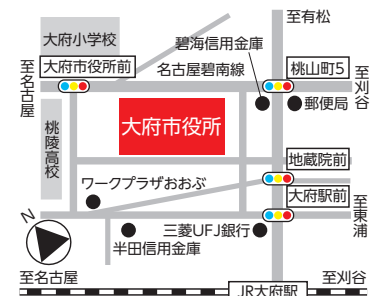 至有松
大府小学校
碧海信用金庫
至名古屋
大府市役所前
名古屋碧南線
桃山町5
至刈谷
郵便局
大府市役所
桃陵高校
地蔵院前
ワークプラザおおぶ
大府駅前
至東浦
N
三菱UFJ銀行
半田信用金庫
至名古屋
至刈谷
JR大府駅